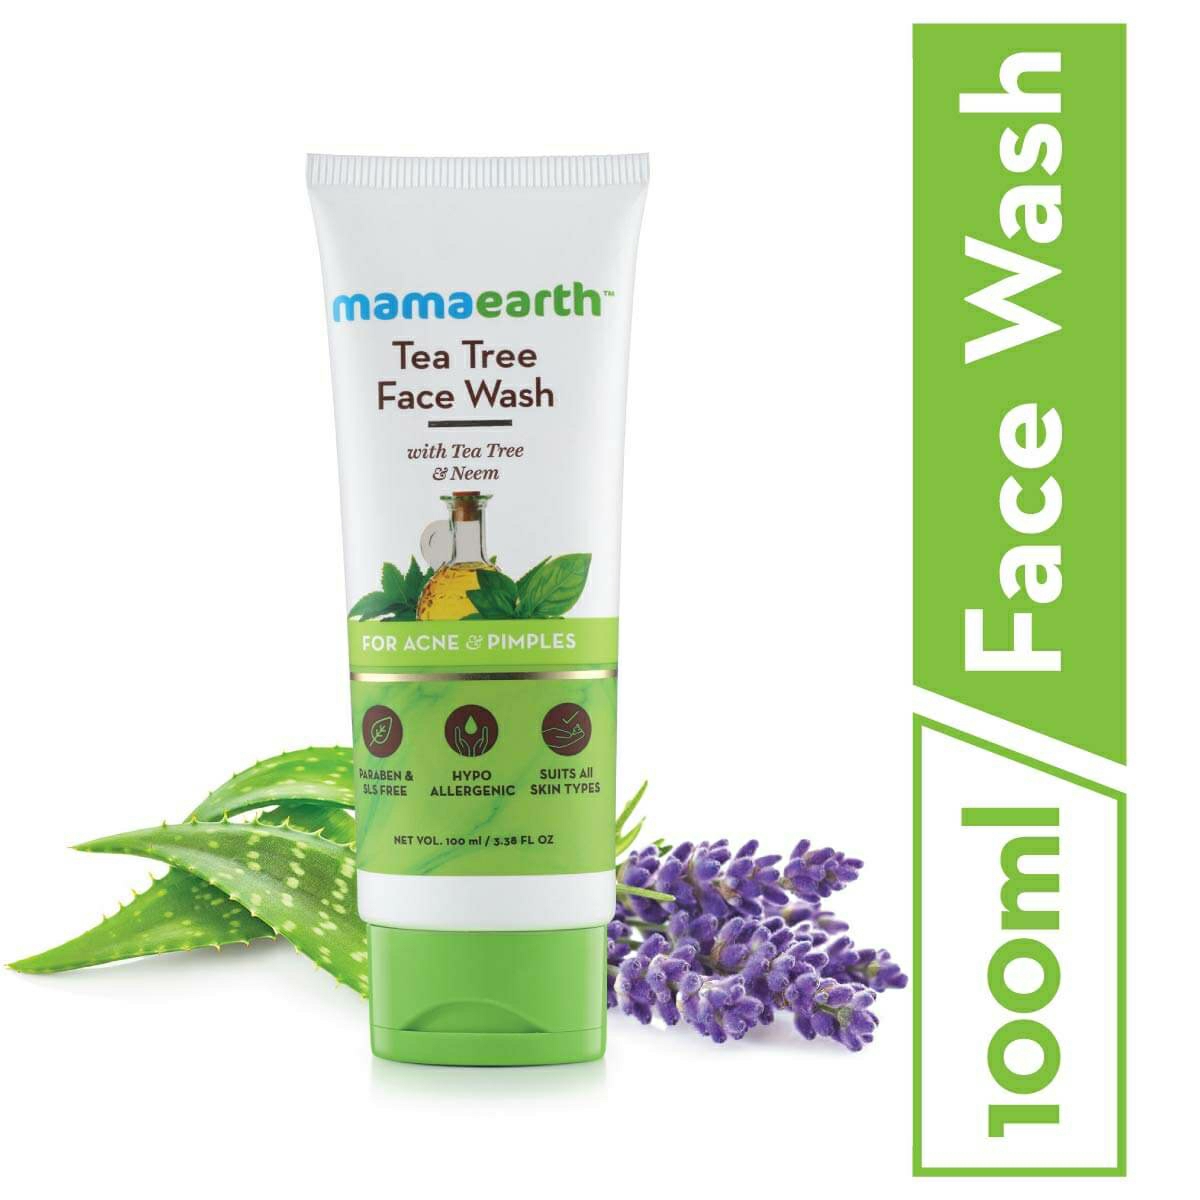 mamaearth™
Tea Tree
Face Wash
with Tea Tree
& Neem
FOR ACNE & PIMPLES
PARABEN &
SLS FREE
HYPO
ALLERGENIC
SUITS All
SKIN TYPES
NET VOL. 100 ml / 3.38 FL OZ
Face Wash
100ml